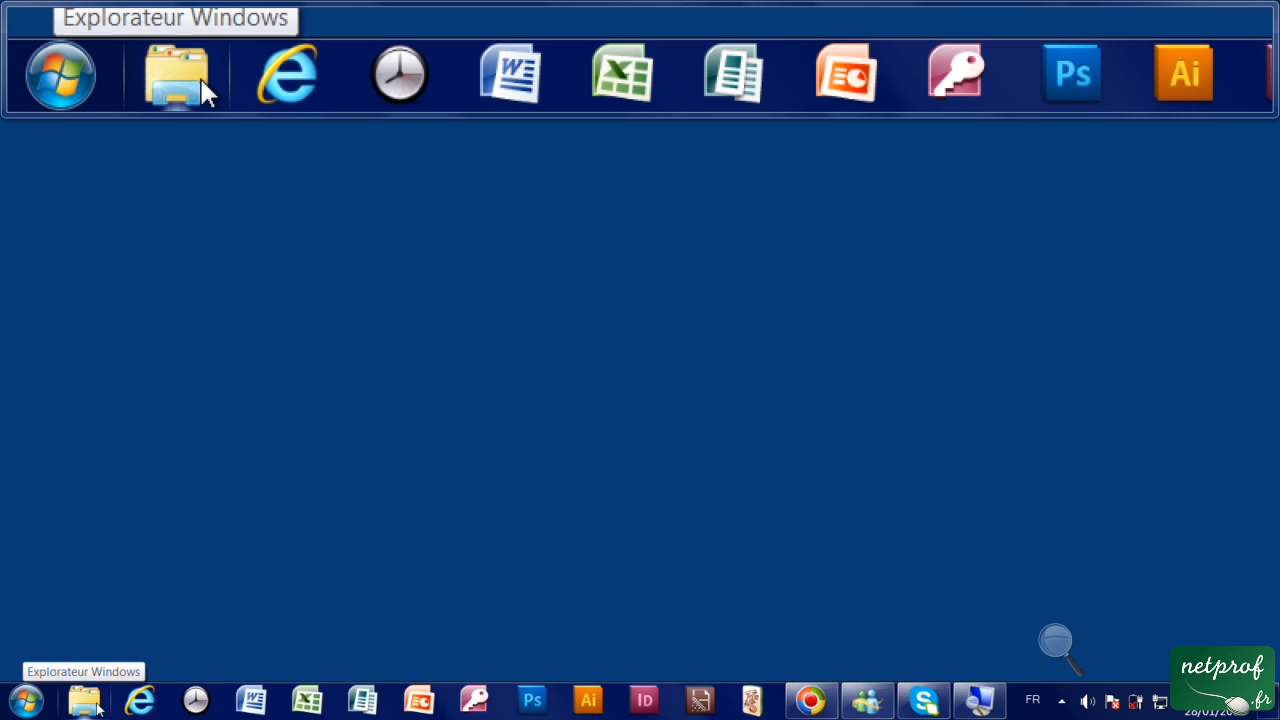 Explorateur Windows
Ps
Ai
Explorateur Windows
Ps
Ai
ID
FR
netprof
.fr